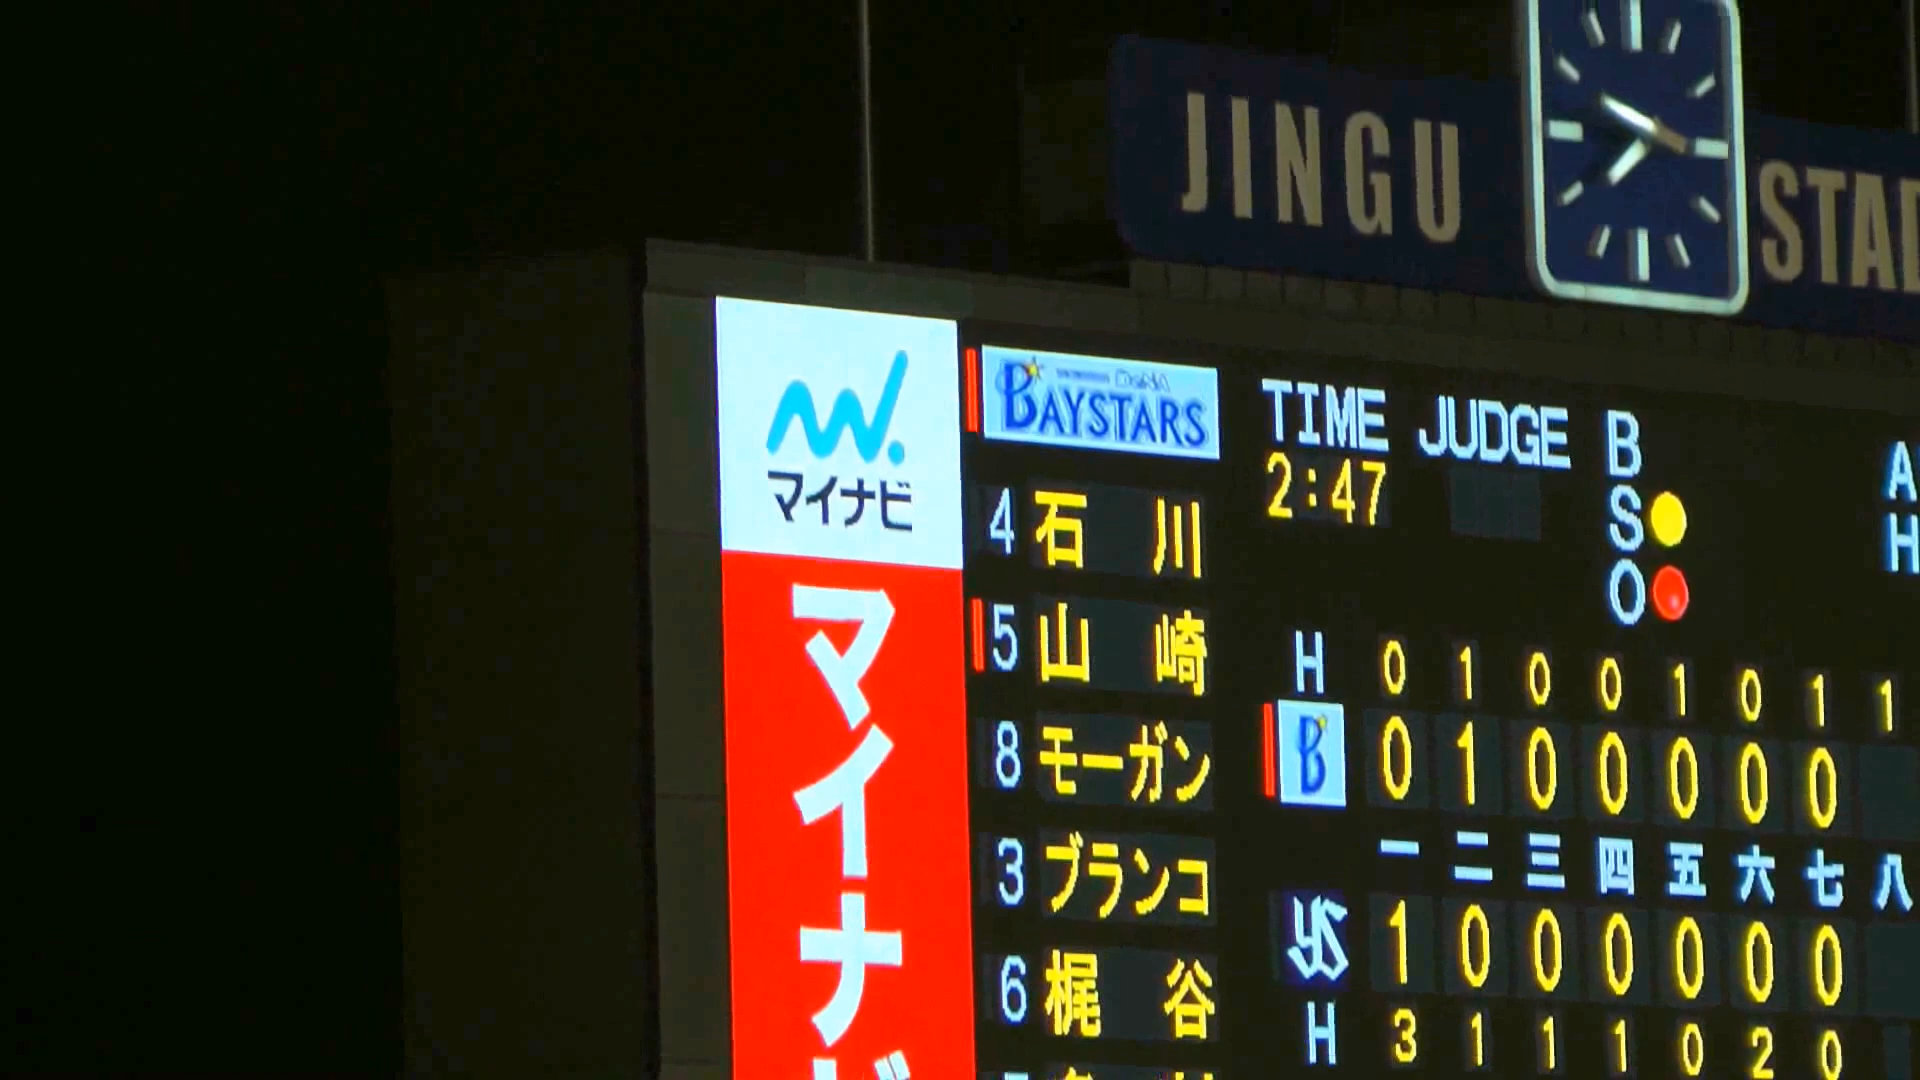 JINGU
STAD
マイナビ
マイナビ
DeNA
BAYSTARS
TIME JUDGE B
2:47
S
O
H
4 石川
5 山崎
8 モーガン
3 ブランコ
6 梶谷
H 0 1 0 0 1 0 1 1
B 0 1 0 0 0 0 0
一 二 三 四 五 六 七 八
YS 1 0 0 0 0 0 0
H 3 1 1 1 0 2 0